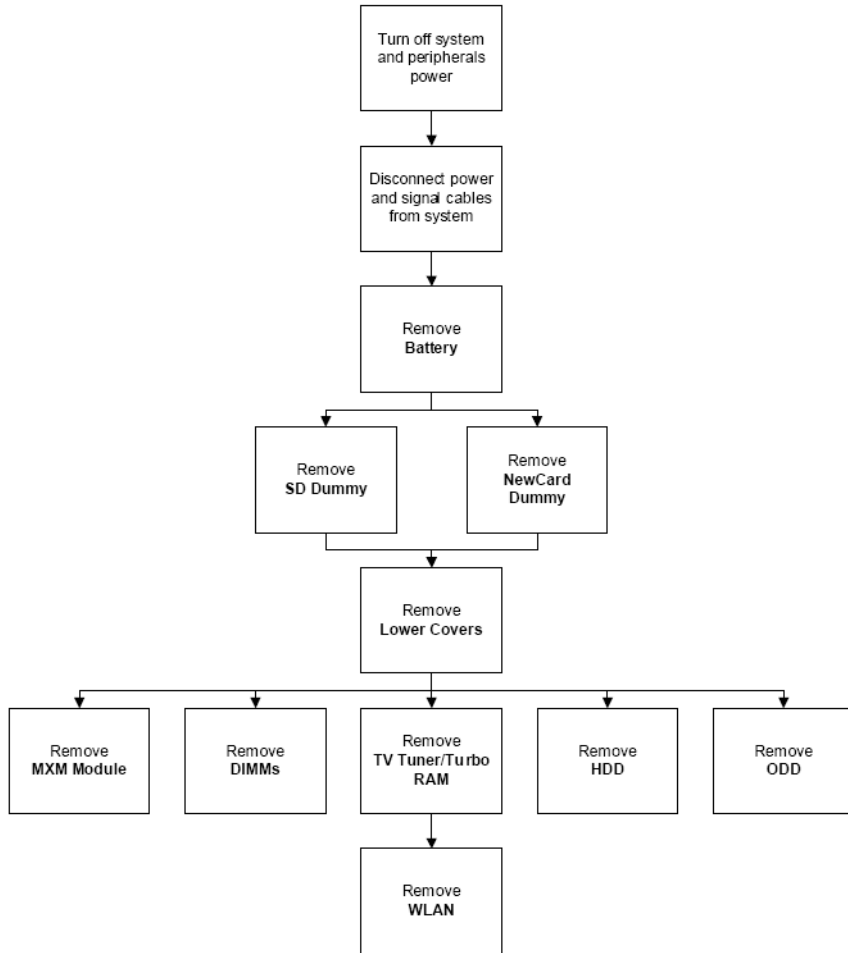 Turn off system
and peripherals
power
Disconnect power
and signal cables
from system
Remove
Battery
Remove
SD Dummy
Remove
NewCard
Dummy
Remove
Lower Covers
Remove
MXM Module
Remove
DIMMs
Remove
TV Tuner/Turbo
RAM
Remove
HDD
Remove
ODD
Remove
WLAN